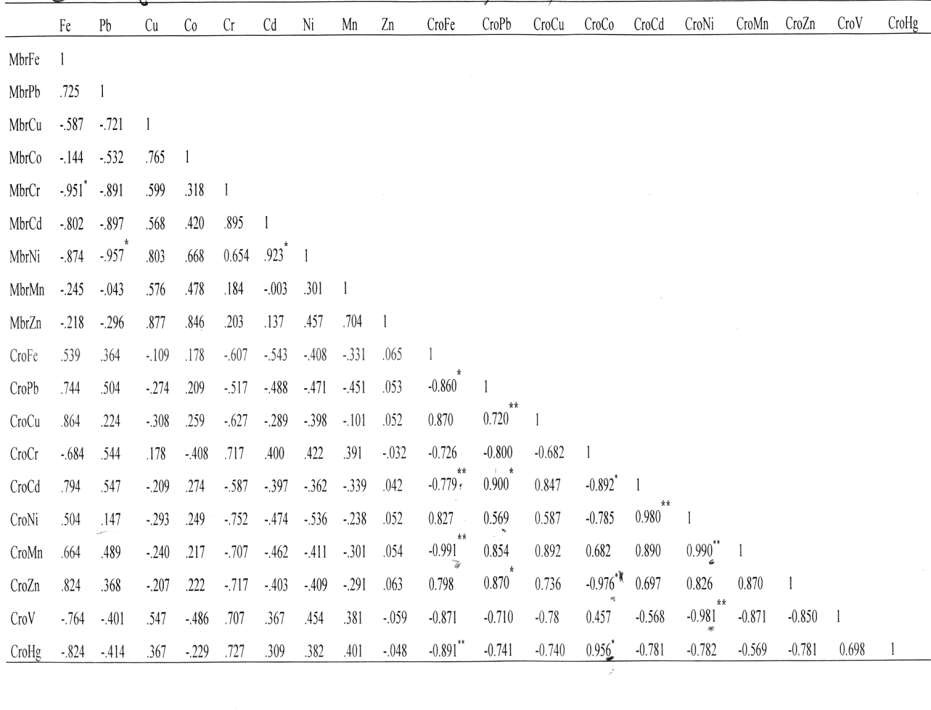 Fe Pb Cu Co Cr Cd Ni Mn Zn CroFe CroPb CroCu CroCo CroCd CroNi CroMn CroZn CroV CroHg
MbrFe 1
MbrPb .725 1
MbrCu -.587 -.721 1
MbrCo -.144 -.532 .765 1
MbrCr -.951* -.891 .599 .318 1
MbrCd -.802 -.897 .568 .420 .895 1
MbrNi -.874 -.957* .803 .668 0.654 .923* 1
MbrMn -.245 -.043 .576 .478 .184 -.003 .301 1
MbrZn -.218 -.296 .877 .846 .203 .137 .457 .704 1
CroFe .539 .364 -.109 .178 -.607 -.543 -.408 -.331 .065 1
CroPb .744 .504 -.274 .209 -.517 -.488 -.471 -.451 .053 -0.860* 1
CroCu .864 .224 -.308 .259 -.627 -.289 -.398 -.101 .052 0.870 0.720** 1
CroCr -.684 .544 .178 -.408 .717 .400 .422 .391 -.032 -0.726 -0.800 -0.682 1
CroCd .794 .547 -.209 .274 -.587 -.397 -.362 -.339 .042 -0.779** 0.900* 0.847 -0.892* 1
CroNi .504 .147 -.293 .249 -.752 -.474 -.536 -.238 .052 0.827 0.569 0.587 -0.785 0.980** 1
CroMn .664 .489 -.240 .217 -.707 -.462 -.411 -.301 .054 -0.991** 0.854 0.892 0.682 0.890 0.990** 1
CroZn .824 .368 -.207 .222 -.717 -.403 -.409 -.291 .063 0.798 0.870* 0.736 -0.976** 0.697 0.826 0.870 1
CroV -.764 -.401 .547 -.486 .707 .367 .454 .381 -.059 -0.871 -0.710 -0.78 0.457 -0.568 -0.981** -0.871 -0.850 1
CroHg -.824 -.414 .367 -.229 .727 .309 .382 .401 -.048 -0.891** -0.741 -0.740 0.956* -0.781 -0.782 -0.569 -0.781 0.698 1